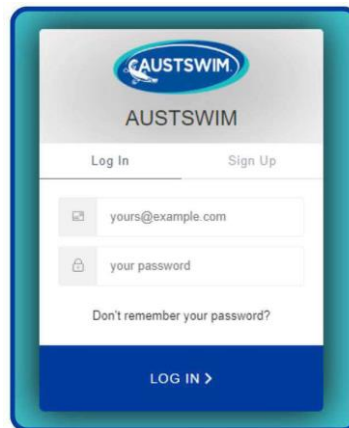 AUSTSWIM
AUSTSWIM
Log In
Sign Up
yours@example.com
your password
Don't remember your password?
LOG IN >